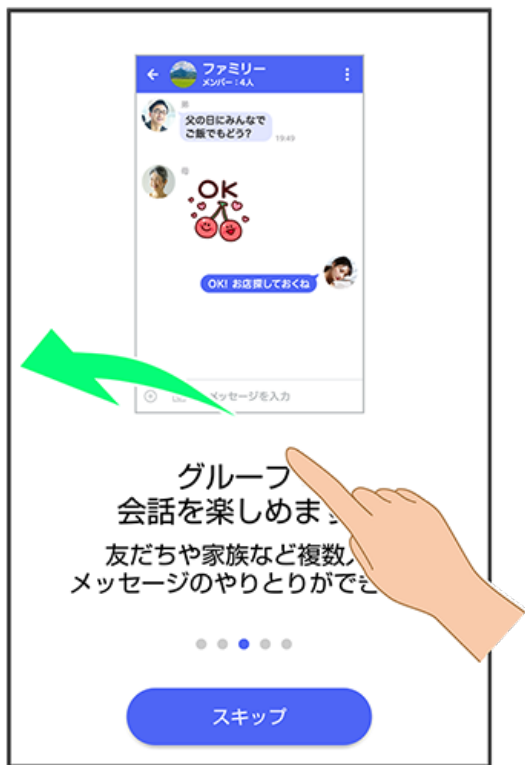 ファミリー
メンバー：4人
父の日にみんなで
ご飯でもどう?
19:49
母
OK
OK! お店探しておくね
メッセージを入力
グループ
会話を楽しめま
友だちや家族など複数
メッセージのやりとりがで
スキップ